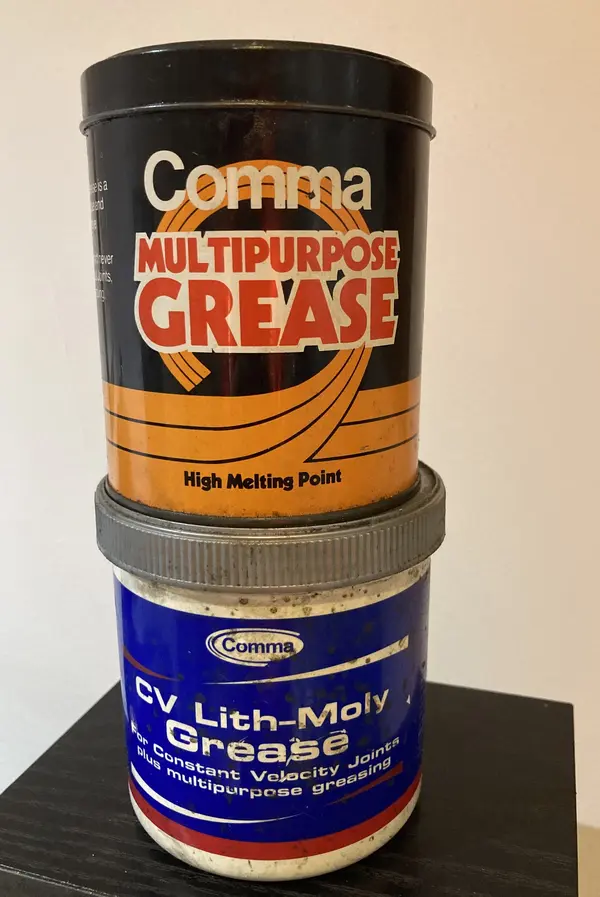 Comma
MULTIPURPOSE
GREASE
High Melting Point
Comma
CV Lith-Moly
Grease
For Constant Velocity Joints
plus multipurpose greasing